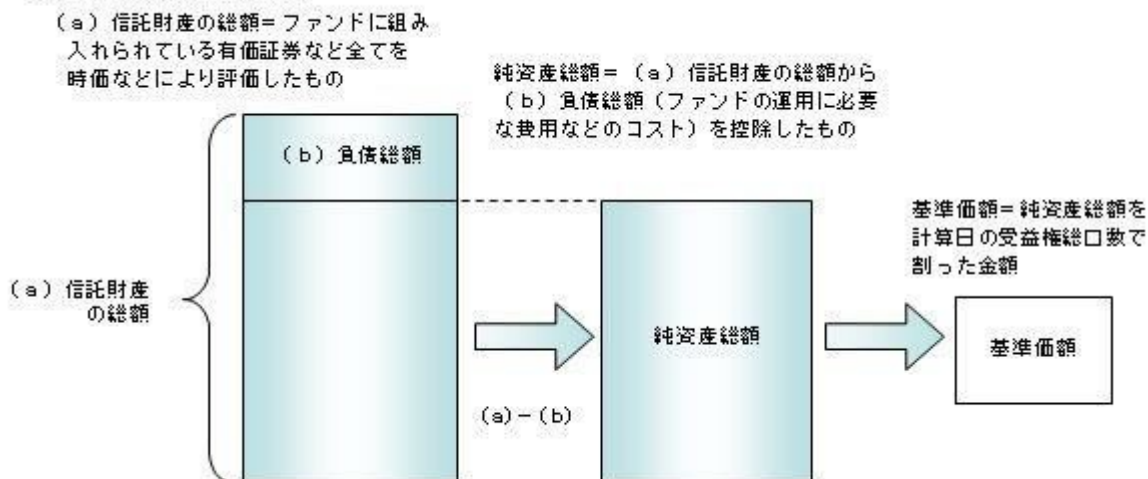 (a)信託財産の総額=ファンドに組み
入れられている有価証券など全てを
時価などにより評価したもの
純資産総額=(a)信託財産の総額から
(b)負債総額(ファンドの運用に必要
な費用などのコスト)を控除したもの
(b)負債総額
基準価額=純資産総額を
計算日の受益権総口数で
割った金額
(a)信託財産
の総額
純資産総額
基準価額
(a)-(b)